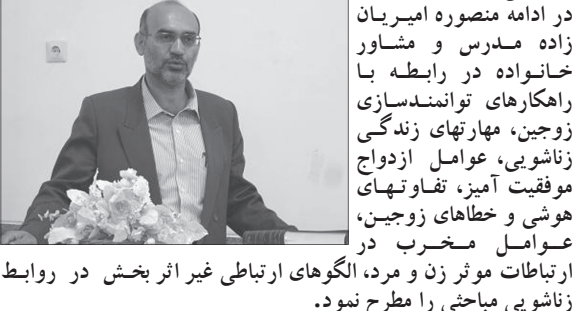 در ادامه منصوره امیریان
زاده مدرس و مشاور
خانواده در رابطه با
راهکارهای توانمندسازی
زوجین، مهارتهای زندگی
زناشویی، عوامل ازدواج
موفقیت آمیز، تفاوتهای
هوشی و خطاهای زوجین،
عوامل مخرب در
ارتباطات موثر زن و مرد، الگوهای ارتباطی غیر اثر بخش در روابط
زناشویی مباحثی را مطرح نمود.